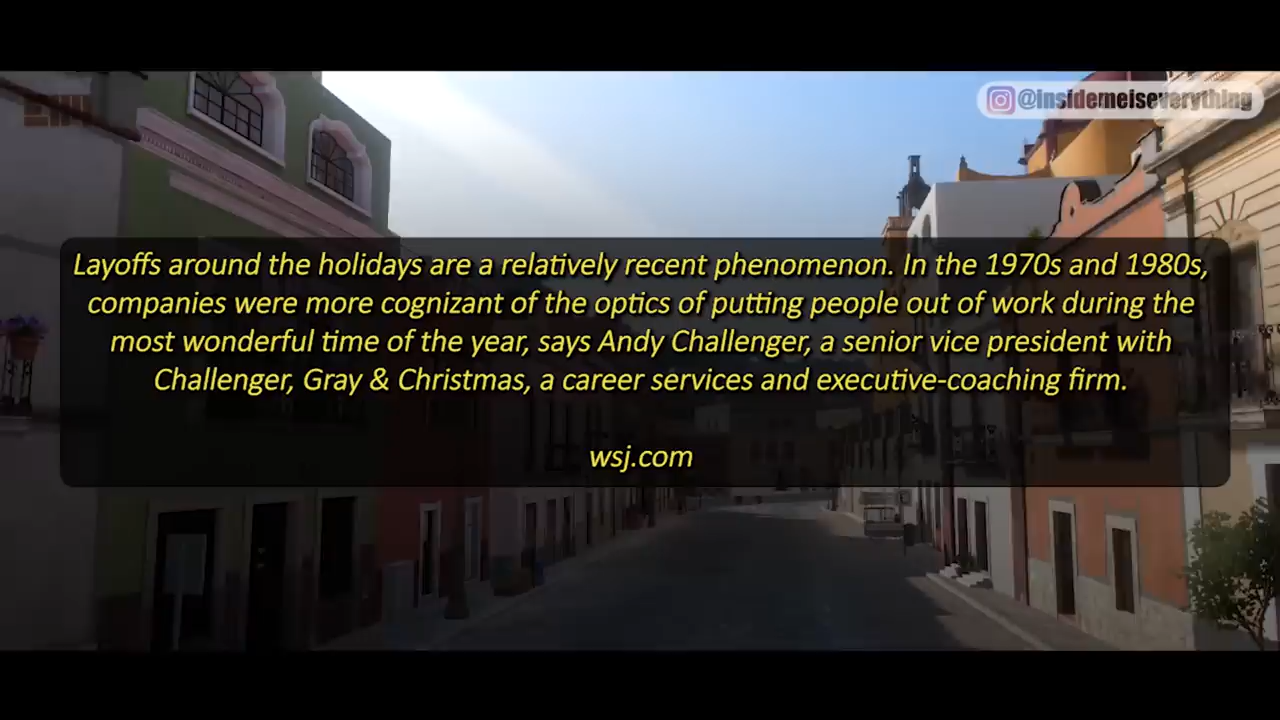 @insidemeiseverything
Layoffs around the holidays are a relatively recent phenomenon. In the 1970s and 1980s,
companies were more cognizant of the optics of putting people out of work during the
most wonderful time of the year, says Andy Challenger, a senior vice president with
Challenger, Gray & Christmas, a career services and executive-coaching firm.
wsj.com